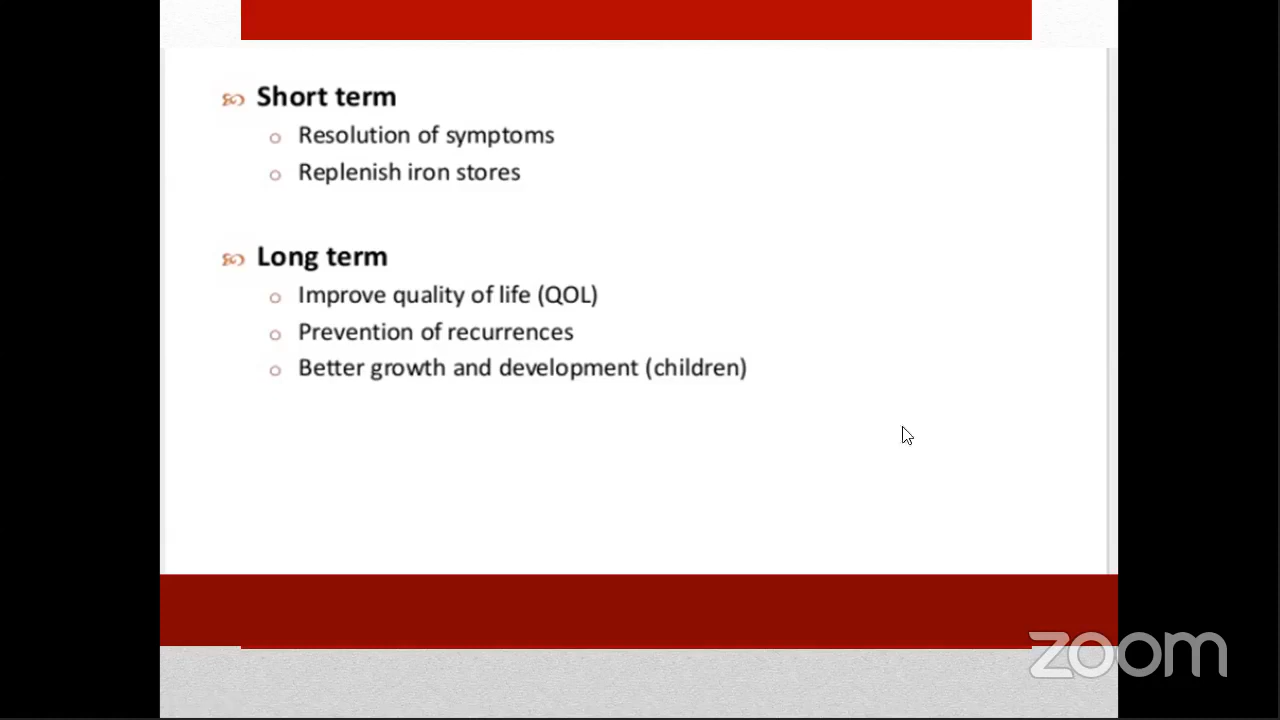 Short term
Resolution of symptoms
Replenish iron stores
Long term
Improve quality of life (QOL)
Prevention of recurrences
Better growth and development (children)
zoom